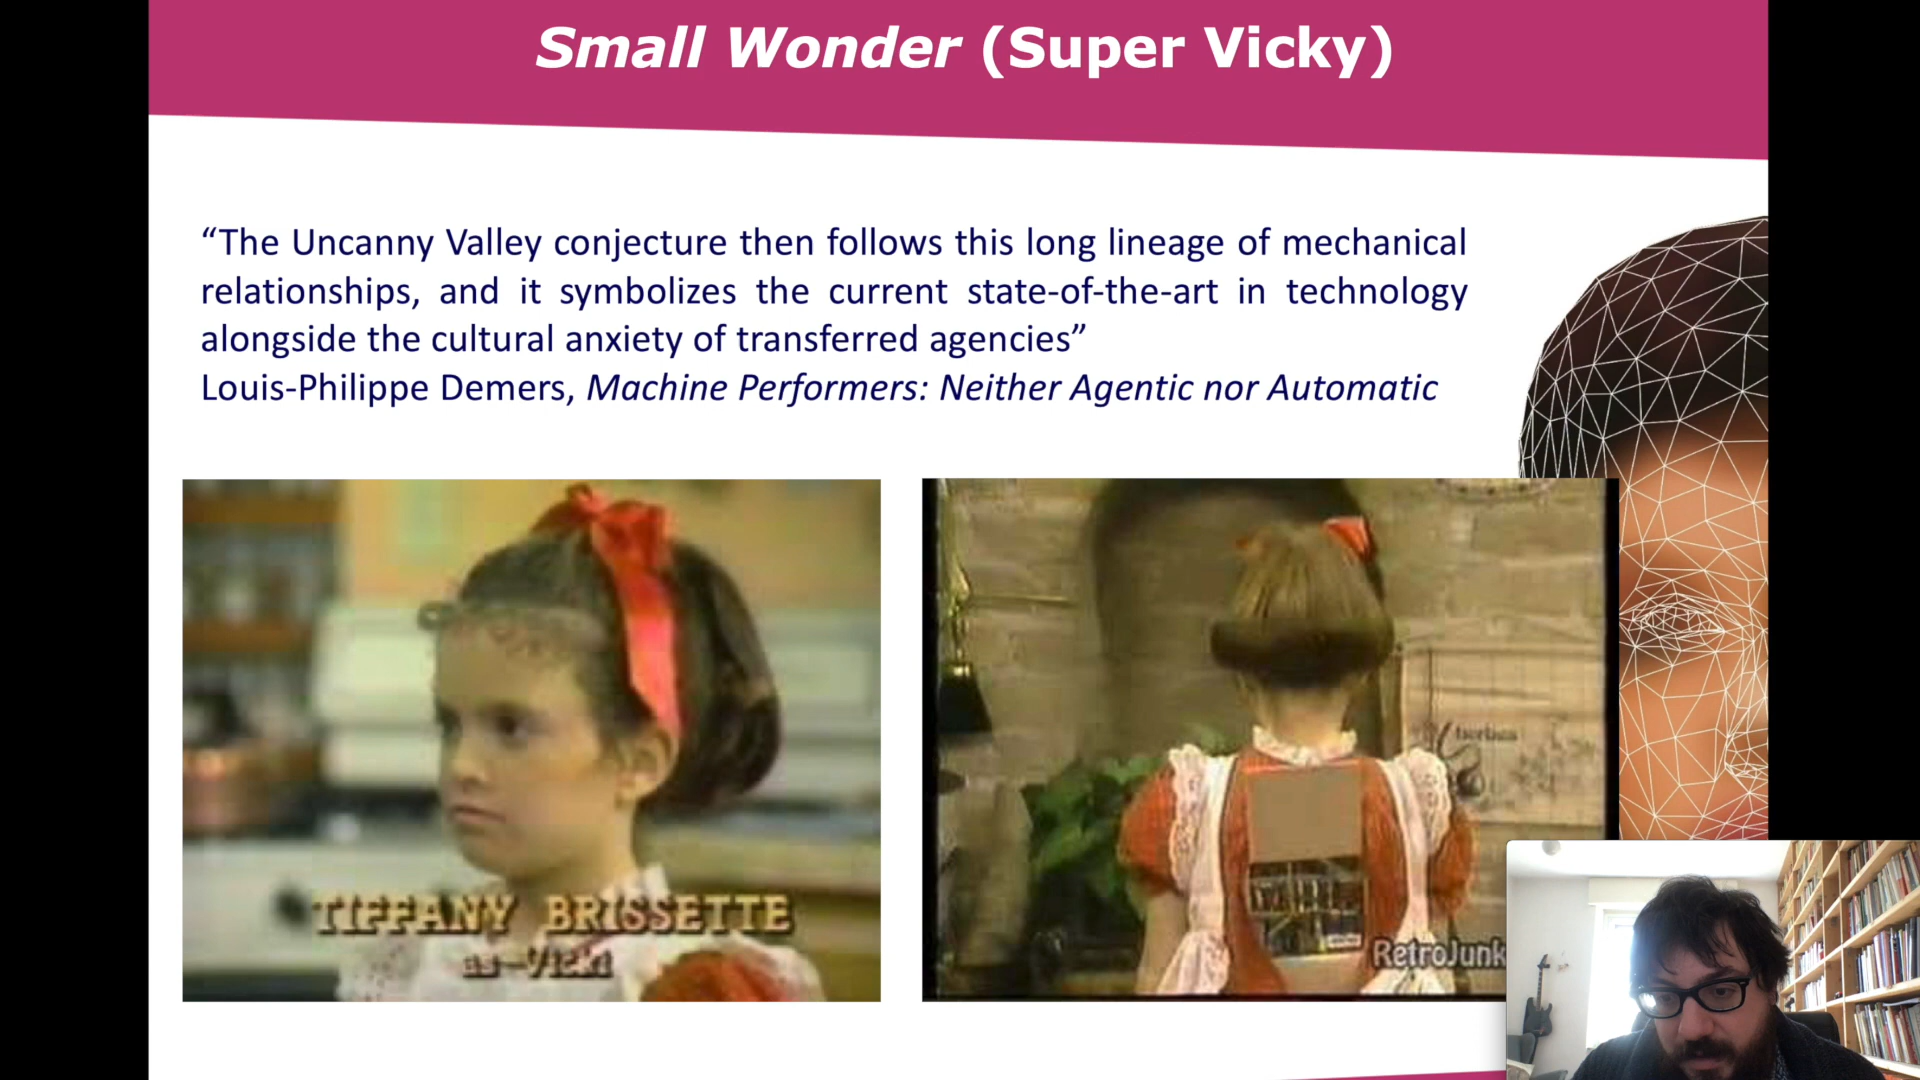 Small Wonder (Super Vicky)
“The Uncanny Valley conjecture then follows this long lineage of mechanical
relationships, and it symbolizes the current state-of-the-art in technology
alongside the cultural anxiety of transferred agencies”
Louis-Philippe Demers, Machine Performers: Neither Agentic nor Automatic
TIFFANY BRISSETTE
as Vicki
RetroJunk